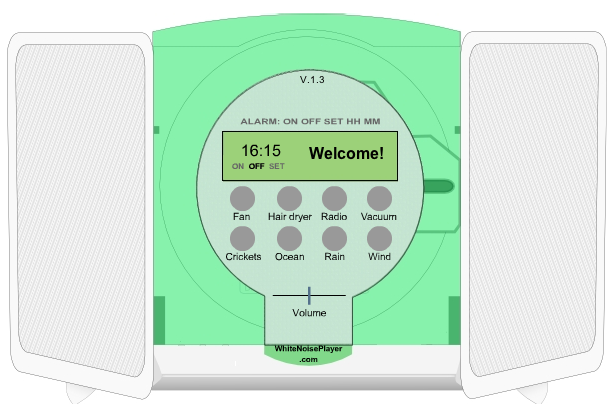 V.1.3
ALARM: ON OFF SET HH MM
16:15 Welcome!
ON OFF SET
Fan Hair dryer Radio Vacuum
Crickets Ocean Rain Wind
Volume
WhiteNoisePlayer
.com